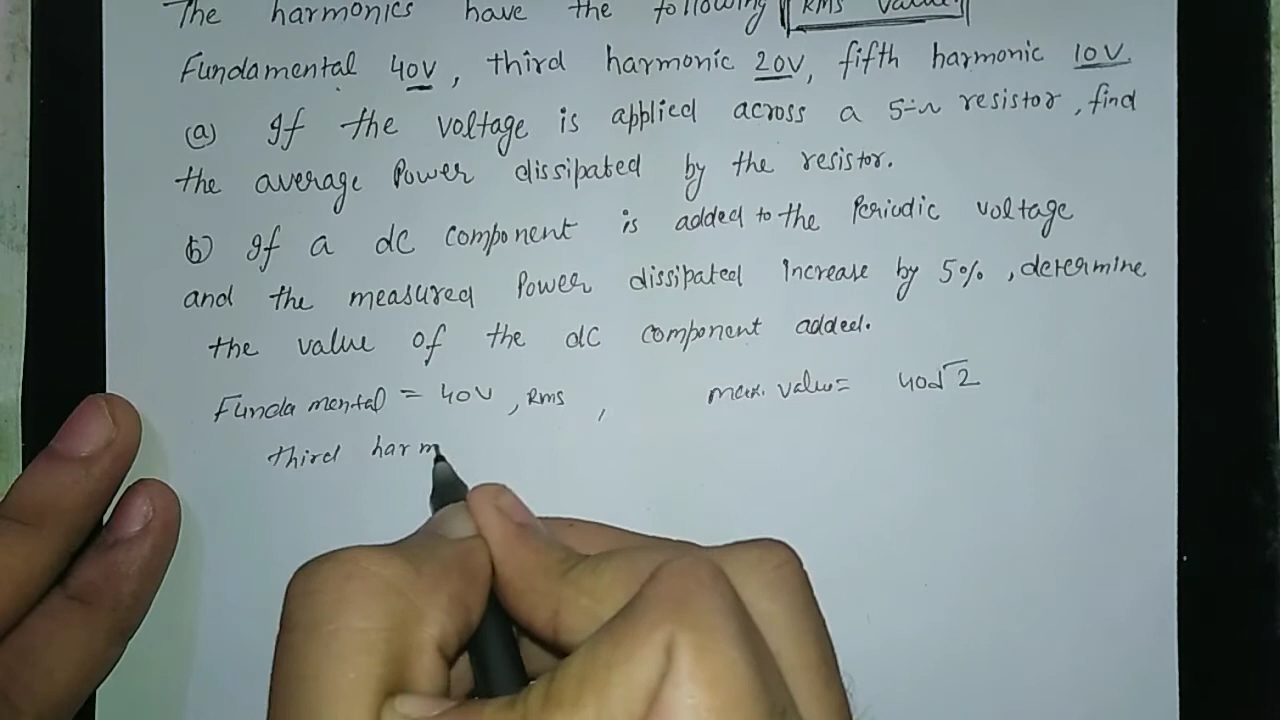 The harmonics have the following RMS value
Fundamental 40V, third harmonic 20V, fifth harmonic 10V.
(a) If the voltage is applied across a 5-Ω resistor, find
the average Power dissipated by the resistor.
(b) If a dc component is added to the Periodic voltage
and the measured Power dissipated increase by 5%, determine
the value of the dc component added.
Fundamental = 40V, RMS, max. value = 40√2
third harm